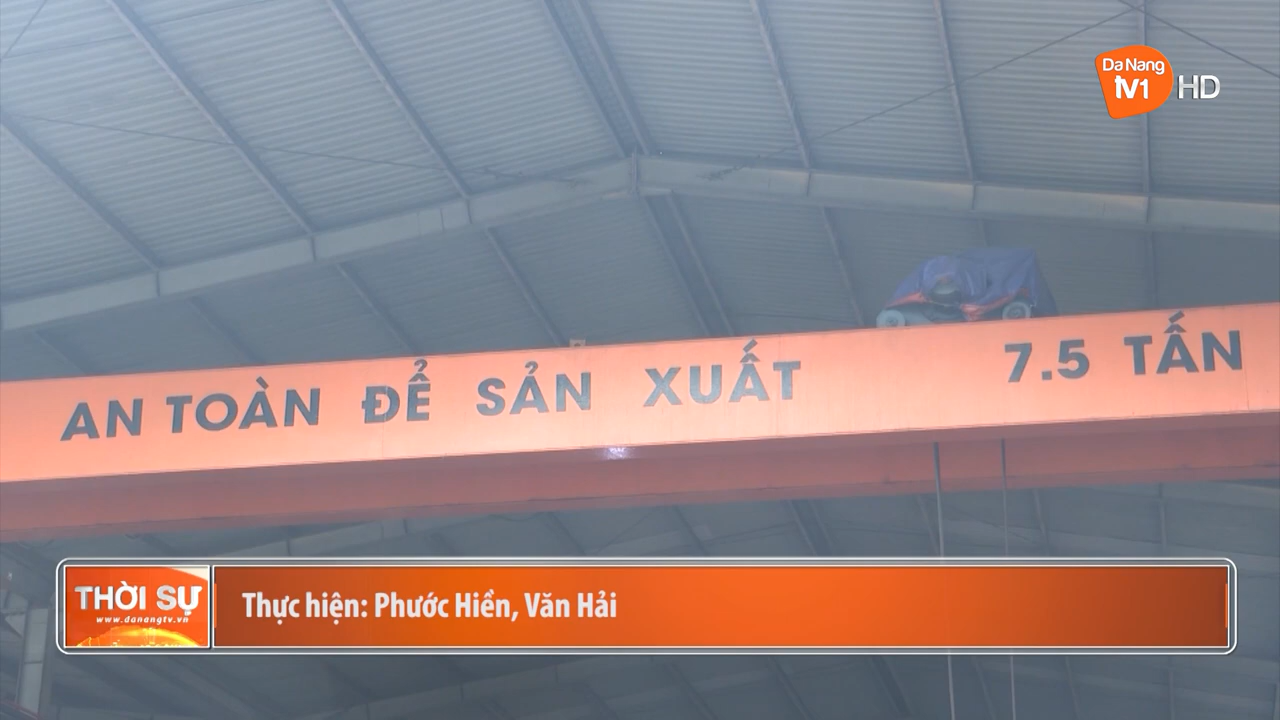 Da Nang
TV1 HD
AN TOÀN ĐỂ SẢN XUẤT 7.5 TẤN
THỜI SỰ
www.danangtv.vn
Thực hiện: Phước Hiền, Văn Hải